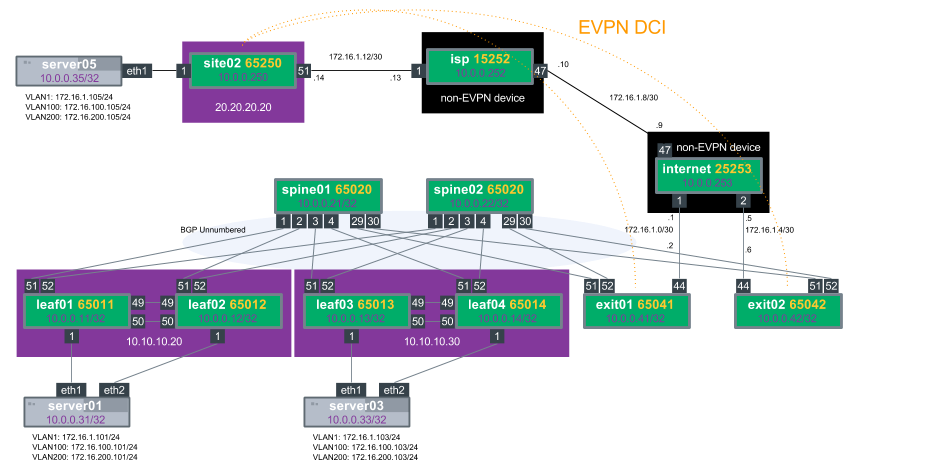 EVPN DCI
server05
10.0.0.35/32
eth1
VLAN1: 172.16.1.105/24
VLAN100: 172.16.100.105/24
VLAN200: 172.16.200.105/24
1
site02 65250
10.0.0.250
51
20.20.20.20
.14
172.16.1.12/30
.13
1
isp 15252
10.0.0.252
47
non-EVPN device
.10
172.16.1.8/30
.9
47
non-EVPN device
internet 25253
10.0.0.253
1
2
.1
172.16.1.0/30
.2
.5
172.16.1.4/30
.6
spine01 65020
10.0.0.21/32
1 2 3 4 29 30
spine02 65020
10.0.0.22/32
1 2 3 4 29 30
BGP Unnumbered
51 52
leaf01 65011
10.0.0.11/32
49 49
50 50
1
51 52
leaf02 65012
10.0.0.12/32
1
10.10.10.20
51 52
leaf03 65013
10.0.0.13/32
49 49
50 50
1
51 52
leaf04 65014
10.0.0.14/32
1
10.10.10.30
51 52
44
exit01 65041
10.0.0.41/32
44
51 52
exit02 65042
10.0.0.42/32
eth1
eth2
server01
10.0.0.31/32
VLAN1: 172.16.1.101/24
VLAN100: 172.16.100.101/24
VLAN200: 172.16.200.101/24
eth1
eth2
server03
10.0.0.33/32
VLAN1: 172.16.1.103/24
VLAN100: 172.16.100.103/24
VLAN200: 172.16.200.103/24